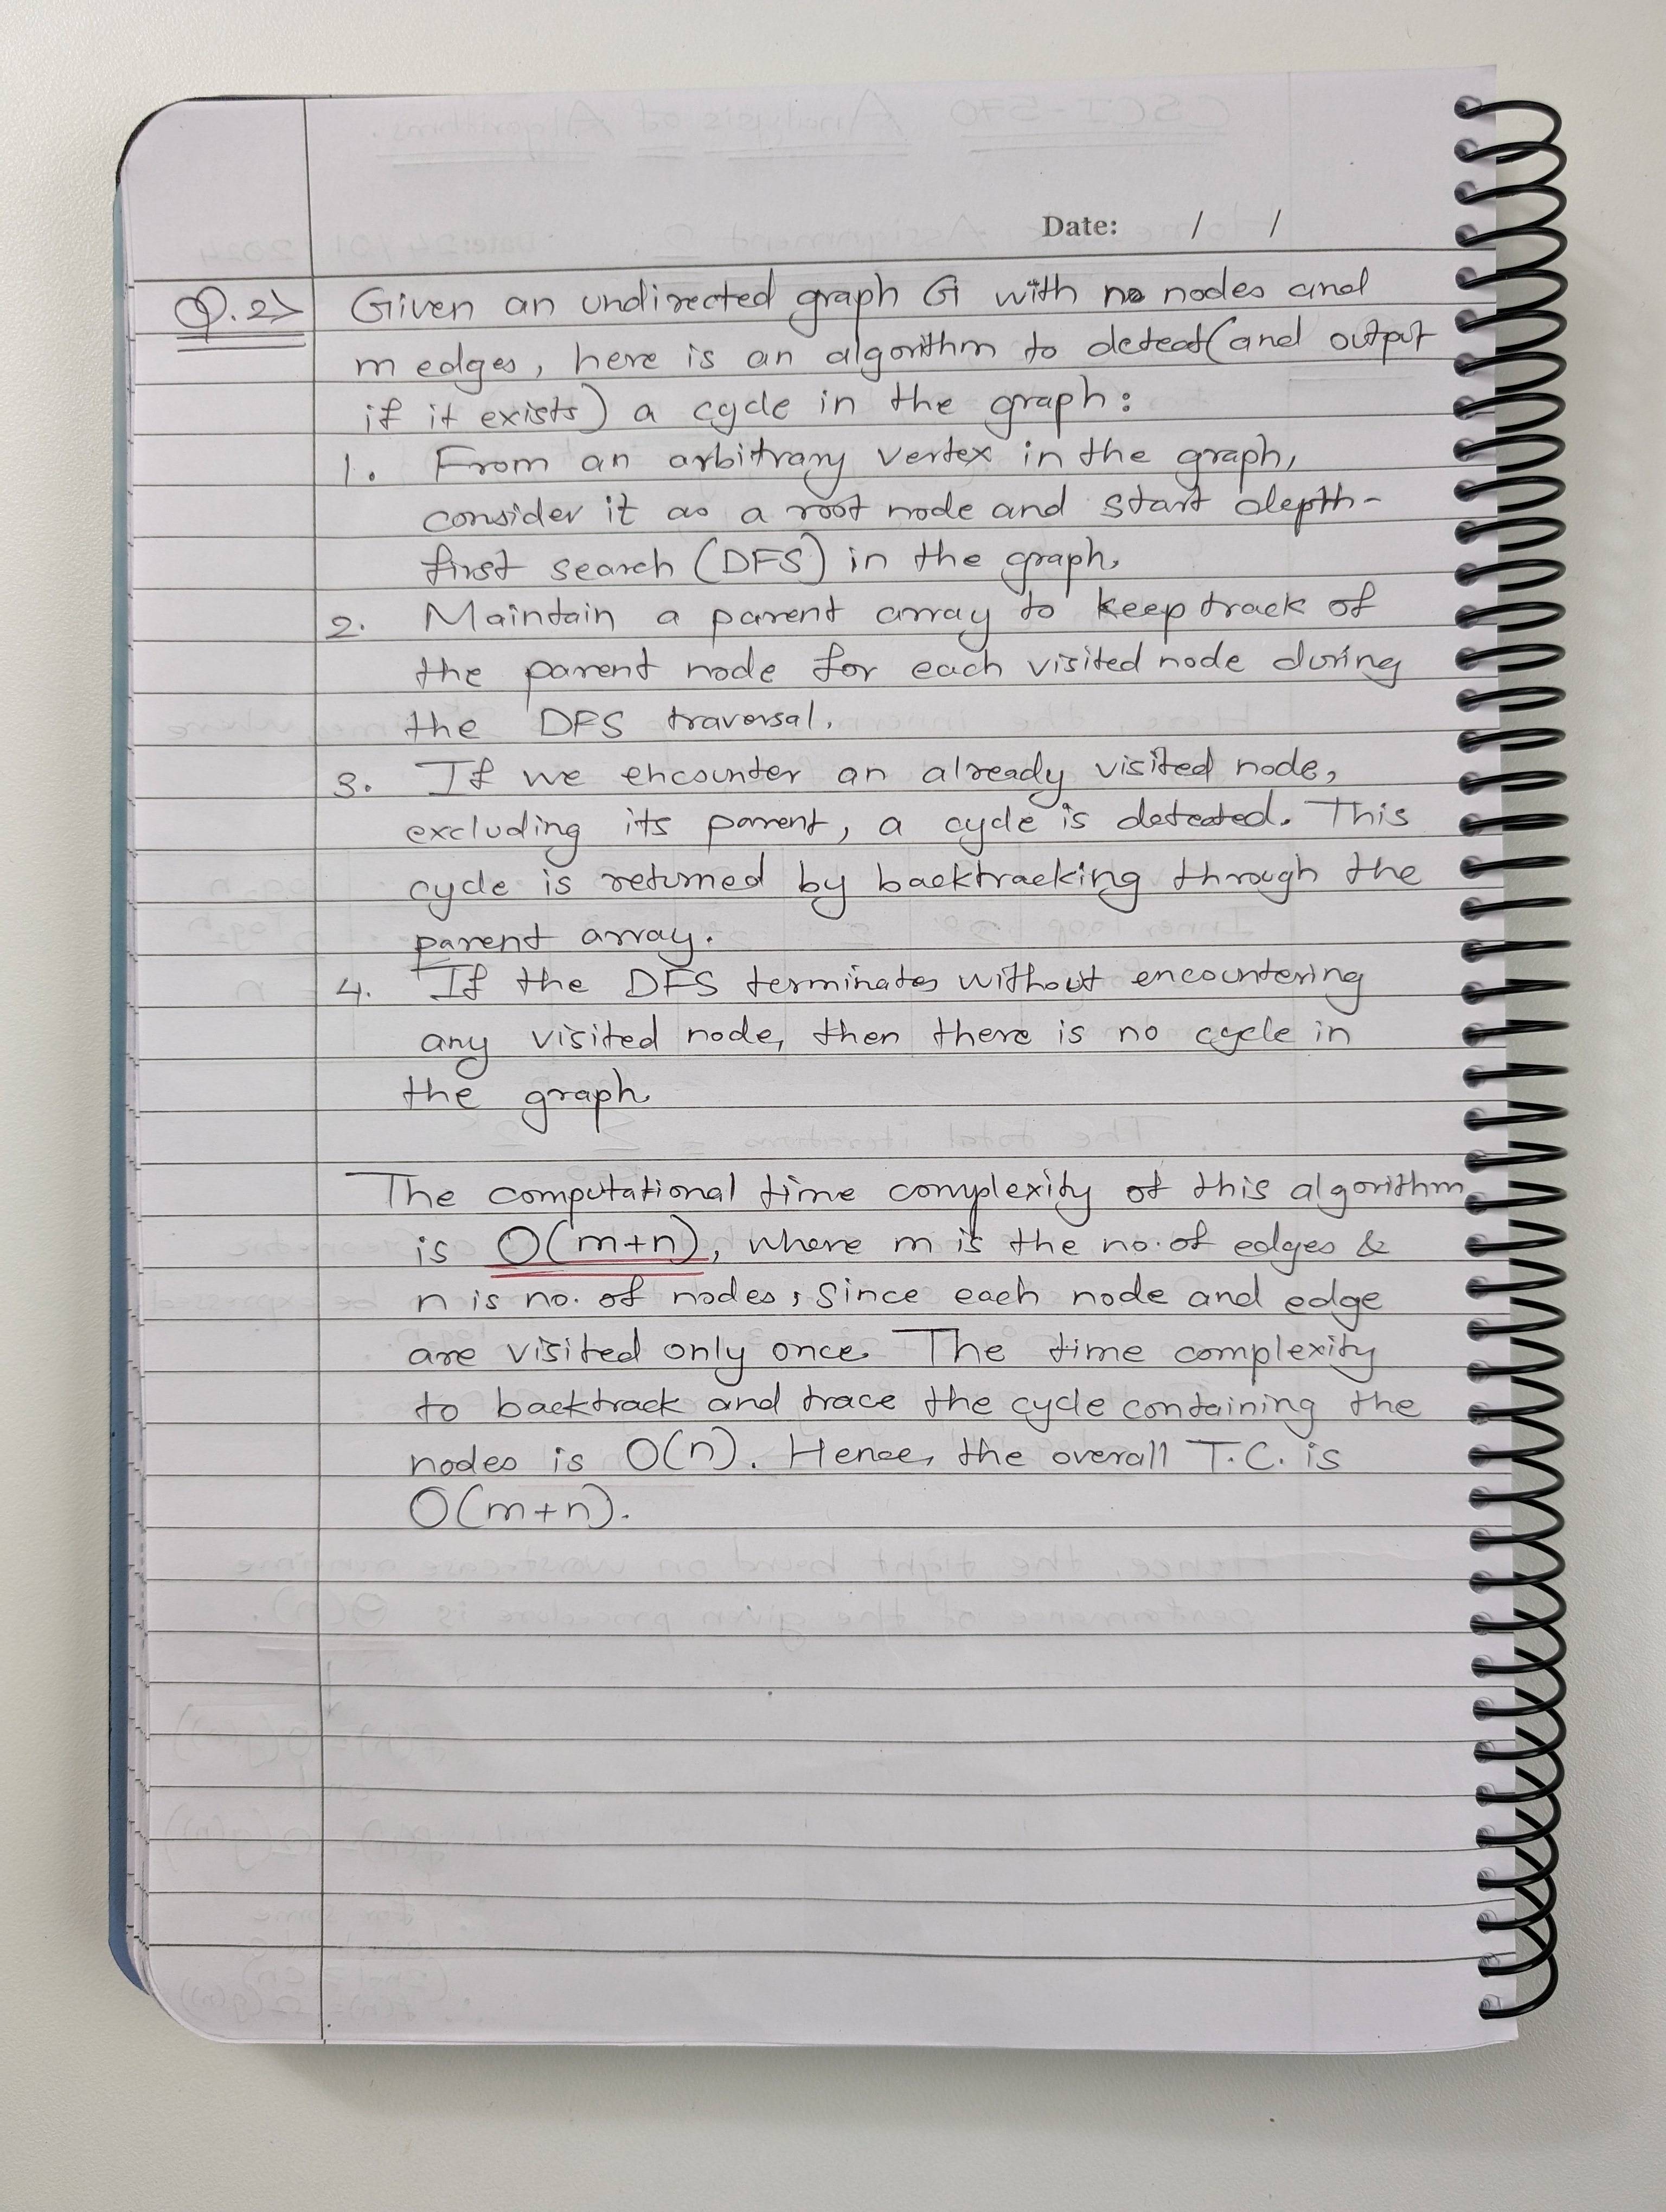 Date: / /
Q.2> Given an undirected graph G with n nodes and
m edges, here is an algorithm to detect (and output
if it exists) a cycle in the graph:
1. From an arbitrary vertex in the graph,
consider it as a root node and start depth-
first search (DFS) in the graph.
2. Maintain a parent array to keep track of
the parent node for each visited node during
the DFS traversal.
3. If we encounter an already visited node,
excluding its parent, a cycle is detected. This
cycle is returned by backtracking through the
parent array.
4. If the DFS terminates without encountering
any visited node, then there is no cycle in
the graph.
The computational time complexity of this algorithm
is O(m+n), where m is the no. of edges &
n is no. of nodes, since each node and edge
are visited only once. The time complexity
to backtrack and trace the cycle containing the
nodes is O(n). Hence, the overall T.C. is
O(m+n).